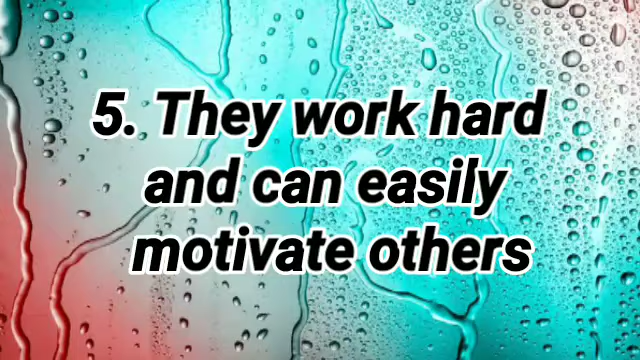 5. They work hard
and can easily
motivate others